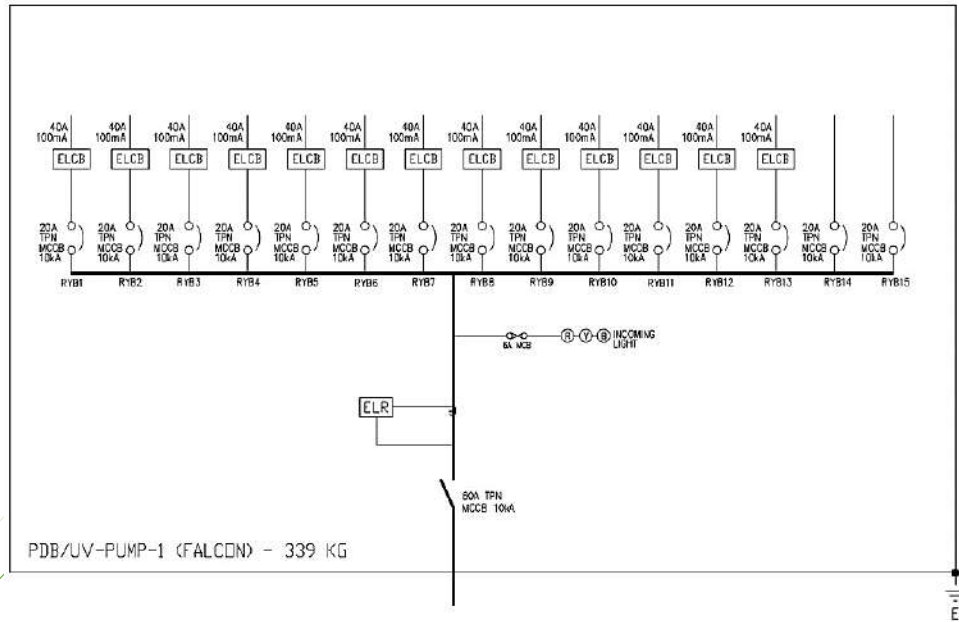 40A 40A 40A 40A 40A 40A 40A 40A 40A 40A 40A 40A 40A
100mA 100mA 100mA 100mA 100mA 100mA 100mA 100mA 100mA 100mA 100mA 100mA 100mA
ELCB ELCB ELCB ELCB ELCB ELCB ELCB ELCB ELCB ELCB ELCB ELCB ELCB
20A 20A 20A 20A 20A 20A 20A 20A 20A 20A 20A 20A 20A 20A 20A
TPN TPN TPN TPN TPN TPN TPN TPN TPN TPN TPN TPN TPN TPN TPN
MCCB MCCB MCCB MCCB MCCB MCCB MCCB MCCB MCCB MCCB MCCB MCCB MCCB MCCB MCCB
10kA 10kA 10kA 10kA 10kA 10kA 10kA 10kA 10kA 10kA 10kA 10kA 10kA 10kA 10kA
RYB1 RYB2 RYB3 RYB4 RYB5 RYB6 RYB7 RYB8 RYB9 RYB10 RYB11 RYB12 RYB13 RYB14 RYB15
R Y B INCOMING
LIGHT
6A MCB
ELR
60A TPN
MCCB 10kA
PDB/UV-PUMP-1 (FALCON) - 339 KG
E